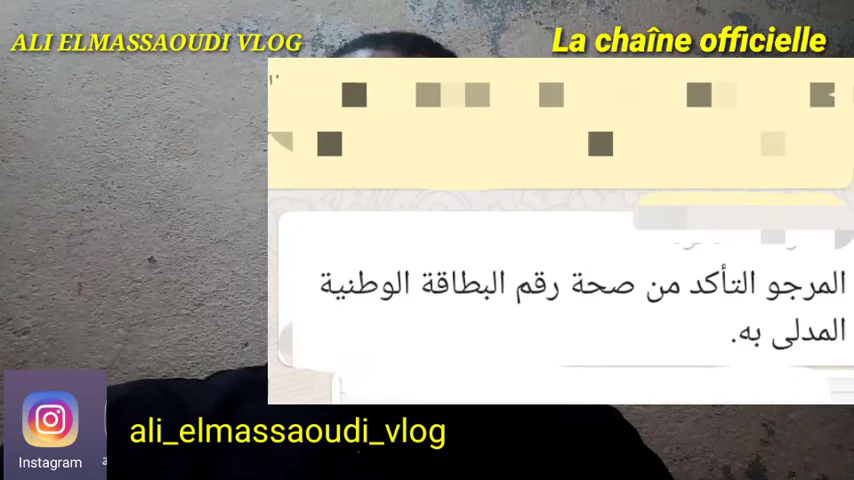 ALI ELMASSAOUDI VLOG
La chaîne officielle
المرجو التأكد من صحة رقم البطاقة الوطنية
المدلى به.
Instagram
ali_elmassaoudi_vlog